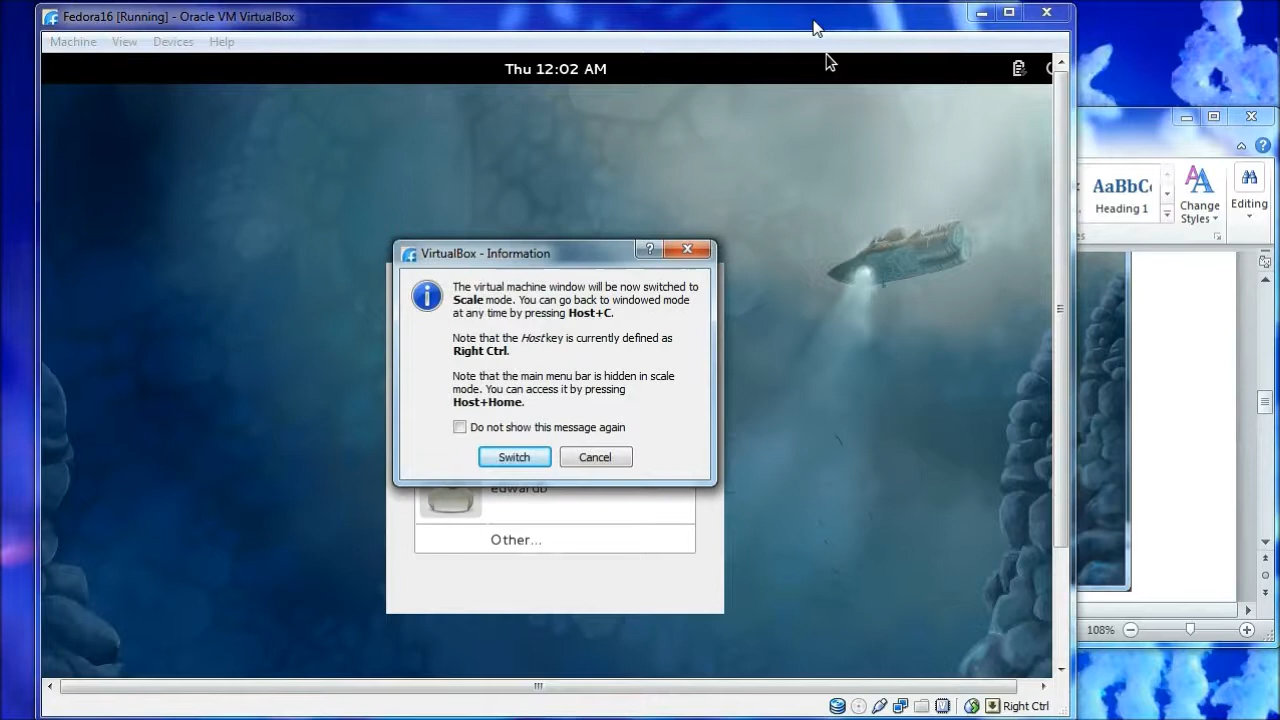 Fedora16 [Running] - Oracle VM VirtualBox
Machine View Devices Help
Thu 12:02 AM
VirtualBox - Information
The virtual machine window will be now switched to
Scale mode. You can go back to windowed mode
at any time by pressing Host+C.
Note that the Host key is currently defined as
Right Ctrl.
Note that the main menu bar is hidden in scale
mode. You can access it by pressing
Host+Home.
Do not show this message again
Switch Cancel
edwardb
Other...
Right Ctrl
AaBbC
Heading 1
Change
Styles
Editing
108%